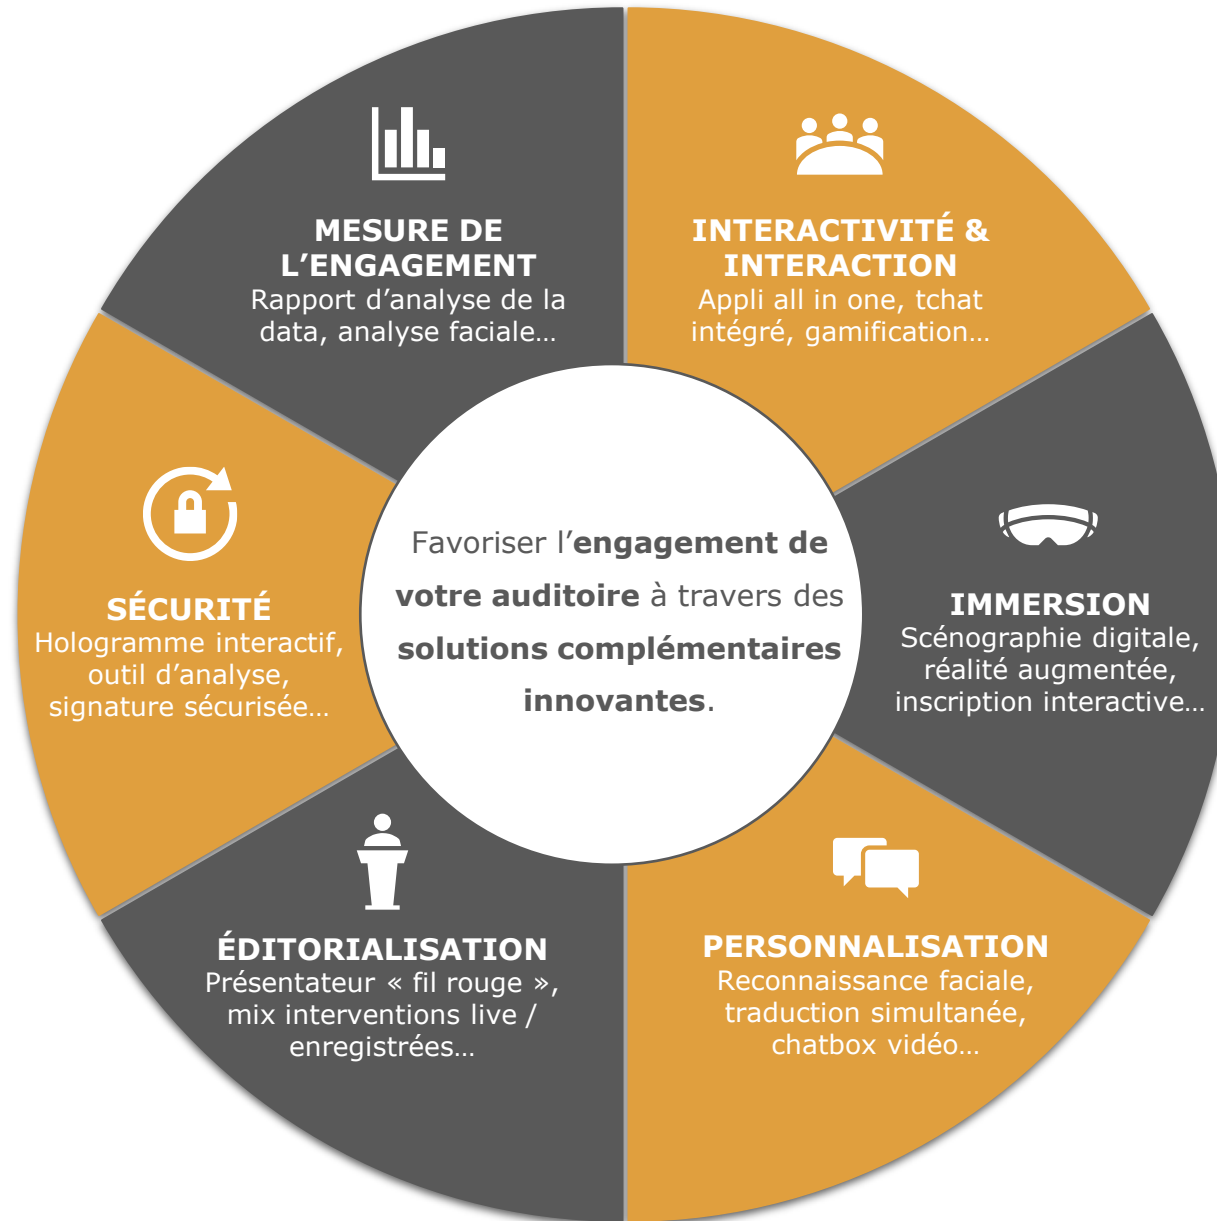 MESURE DE
L’ENGAGEMENT
Rapport d’analyse de la
data, analyse faciale…
INTERACTIVITÉ &
INTERACTION
Appli all in one, tchat
intégré, gamification…
SÉCURITÉ
Hologramme interactif,
outil d’analyse,
signature sécurisée…
Favoriser l’engagement de
votre auditoire à travers des
solutions complémentaires
innovantes.
IMMERSION
Scénographie digitale,
réalité augmentée,
inscription interactive…
ÉDITORIALISATION
Présentateur « fil rouge »,
mix interventions live /
enregistrées…
PERSONNALISATION
Reconnaissance faciale,
traduction simultanée,
chatbox vidéo…